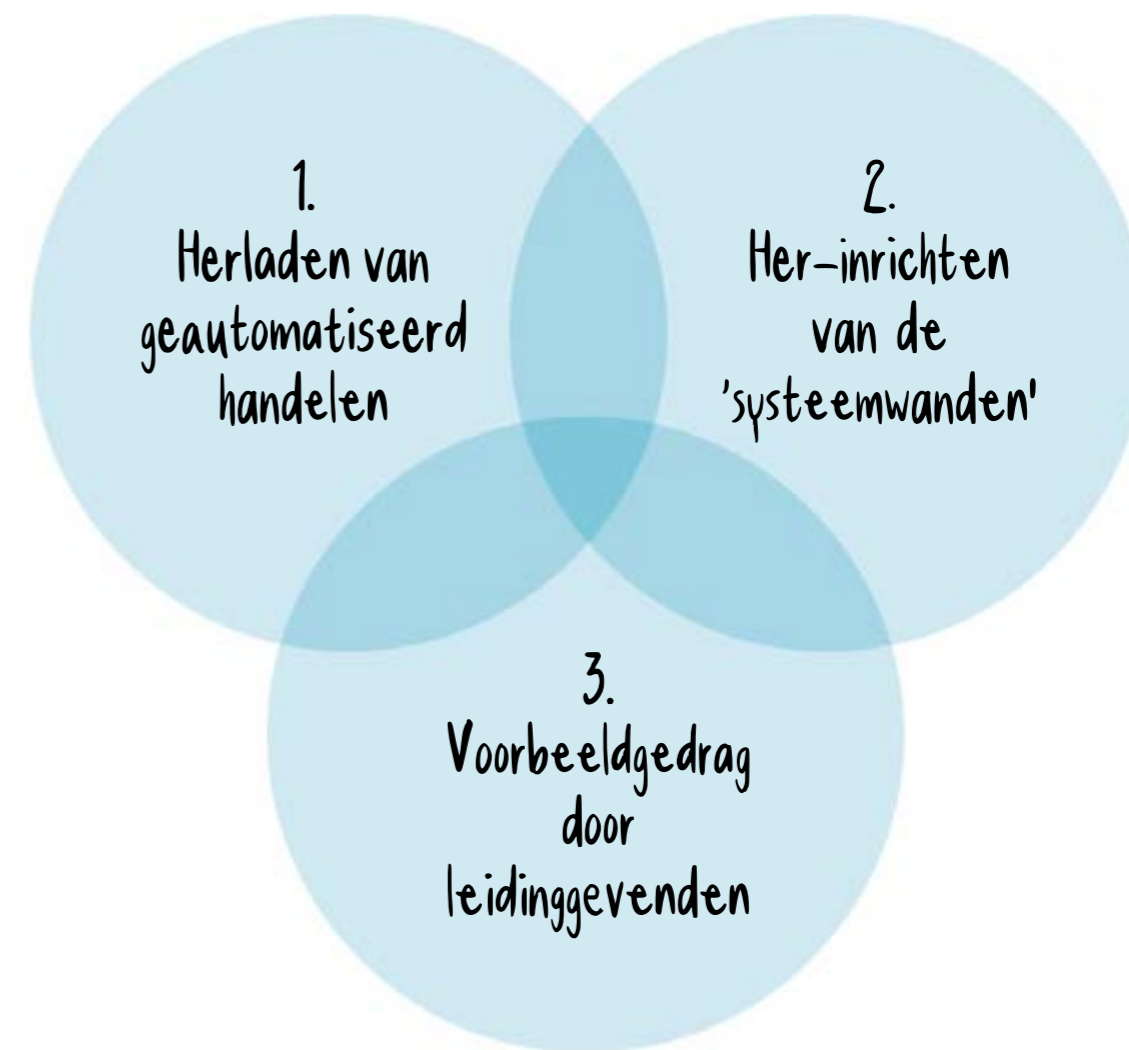 1.
Herladen van
geautomatiseerd
handelen
2.
Her-inrichten
van de
'systeemwanden'
3.
Voorbeeldgedrag
door
leidinggevenden